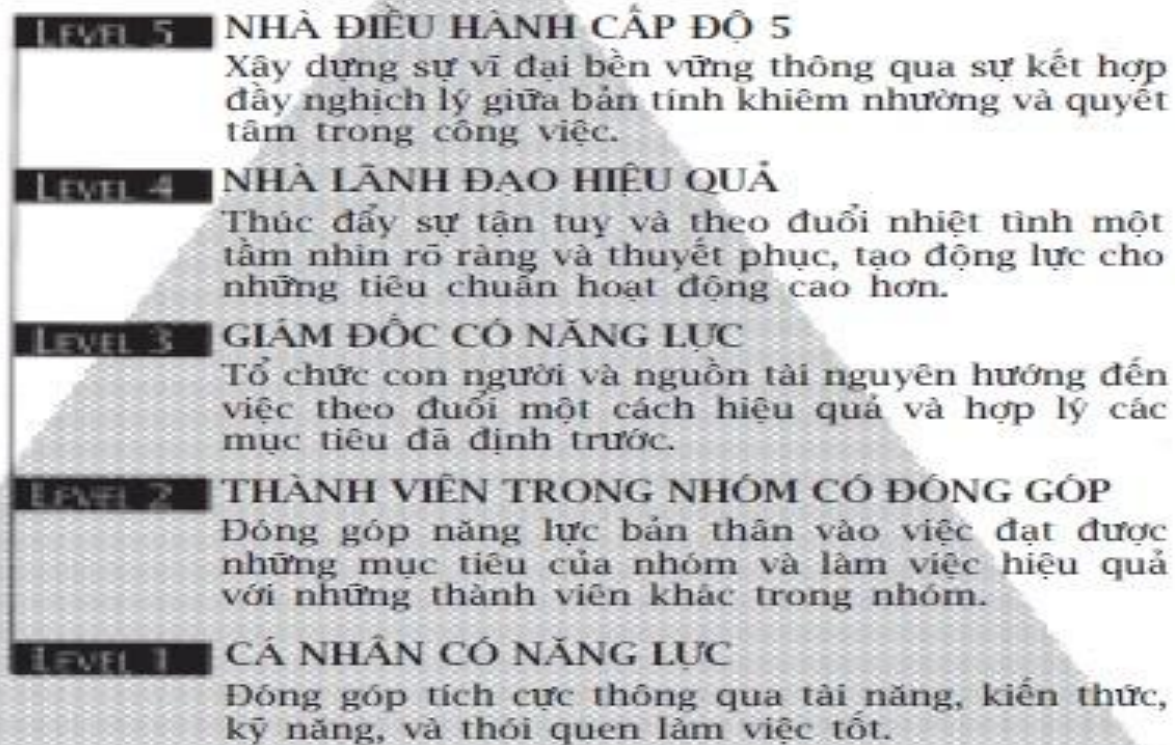 LEVEL 5 NHÀ ĐIỀU HÀNH CẤP ĐỘ 5
Xây dựng sự vĩ đại bền vững thông qua sự kết hợp
đầy nghịch lý giữa bản tính khiêm nhường và quyết
tâm trong công việc.
LEVEL 4 NHÀ LÃNH ĐẠO HIỆU QUẢ
Thúc đẩy sự tận tuỵ và theo đuổi nhiệt tình một
tầm nhìn rõ ràng và thuyết phục, tạo động lực cho
những tiêu chuẩn hoạt động cao hơn.
LEVEL 3 GIÁM ĐỐC CÓ NĂNG LỰC
Tổ chức con người và nguồn tài nguyên hướng đến
việc theo đuổi một cách hiệu quả và hợp lý các
mục tiêu đã định trước.
LEVEL 2 THÀNH VIÊN TRONG NHÓM CÓ ĐÓNG GÓP
Đóng góp năng lực bản thân vào việc đạt được
những mục tiêu của nhóm và làm việc hiệu quả
với những thành viên khác trong nhóm.
LEVEL 1 CÁ NHÂN CÓ NĂNG LỰC
Đóng góp tích cực thông qua tài năng, kiến thức,
kỹ năng, và thói quen làm việc tốt.